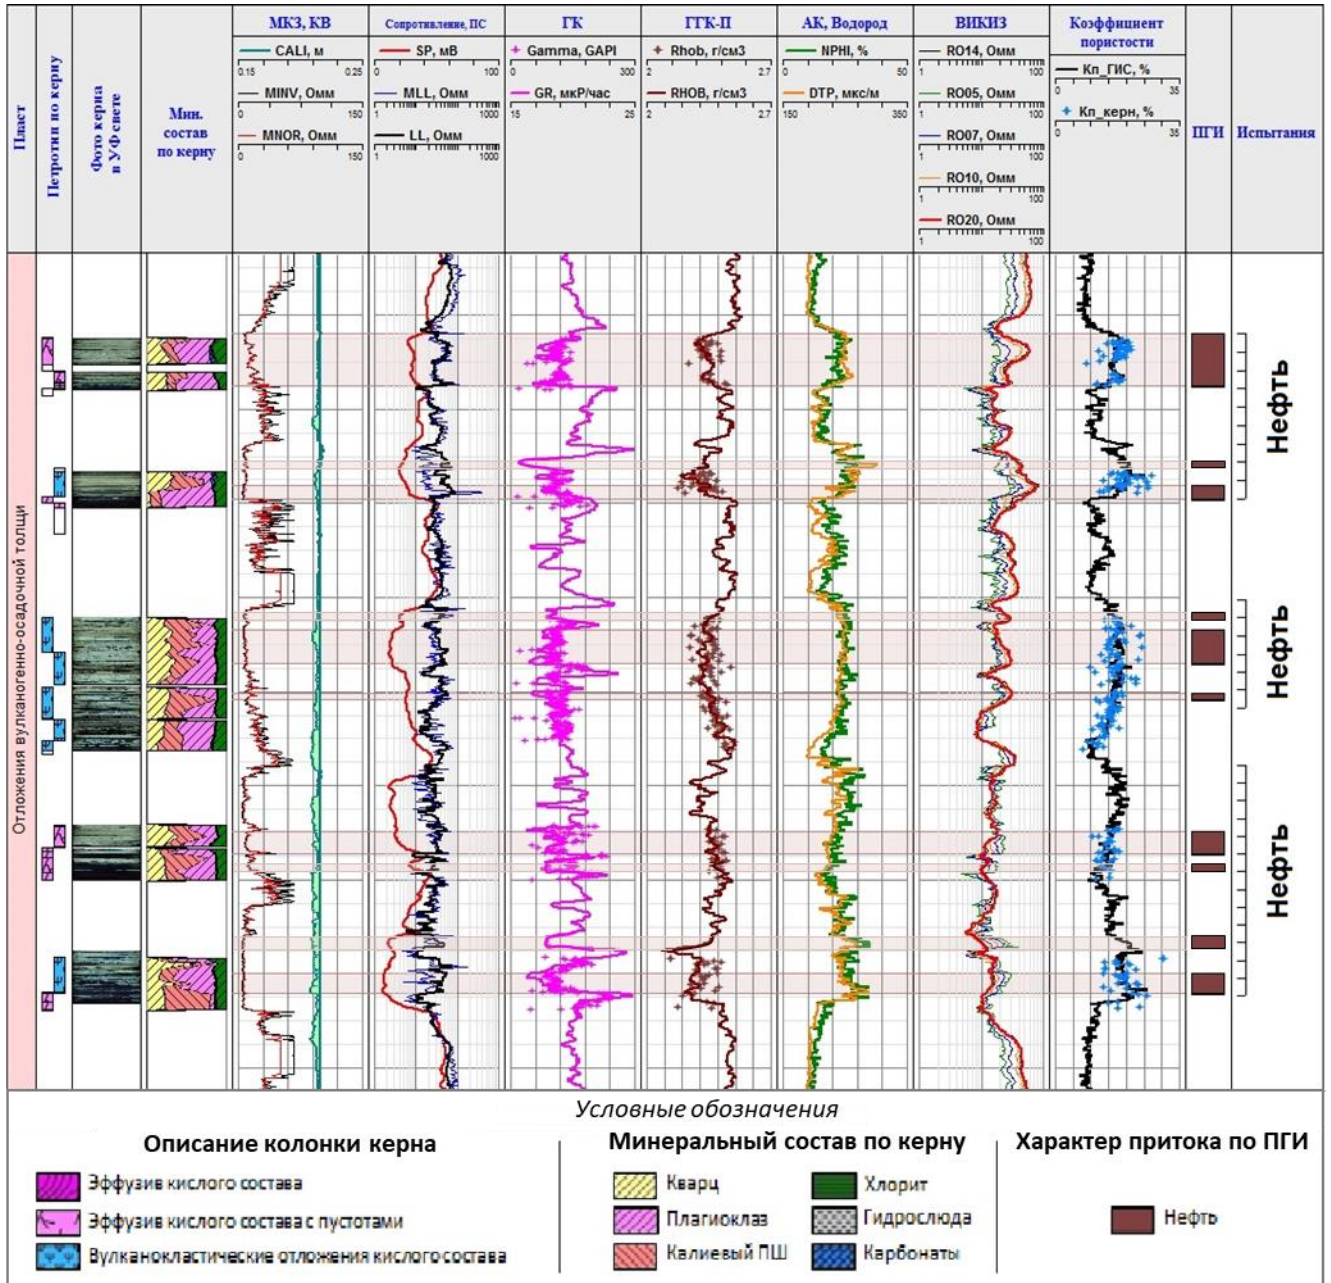 Пласт
Петротип по керну
Фото керна
в УФ свете
Мин.
состав
по керну
МКЗ, КВ
CALI, м
0.15 0.25
MINV, Омм
0 150
MNOR, Омм
0 150
Сопротивление, ПС
SP, мВ
0 100
MLL, Омм
1 1000
LL, Омм
1 1000
ГК
Gamma, GAPI
0 300
GR, мкР/час
15 25
ГГК-П
Rhob, г/см3
2 2.7
RHOB, г/см3
2 2.7
АК, Водород
NPHI, %
0 50
DTP, мкс/м
150 350
ВИКИЗ
RO14, Омм
1 100
RO05, Омм
1 100
RO07, Омм
1 100
RO10, Омм
1 100
RO20, Омм
1 100
Коэффициент
пористости
Кп_ГИС, %
0 35
Кп_керн, %
0 35
ПГИ
Испытания
Отложения вулканогенно-осадочной толщи
Нефть
Нефть
Нефть
Условные обозначения
Описание колонки керна
Эффузив кислого состава
Эффузив кислого состава с пустотами
Вулканокластические отложения кислого состава
Минеральный состав по керну
Кварц
Плагиоклаз
Калиевый ПШ
Хлорит
Гидрослюда
Карбонаты
Характер притока по ПГИ
Нефть